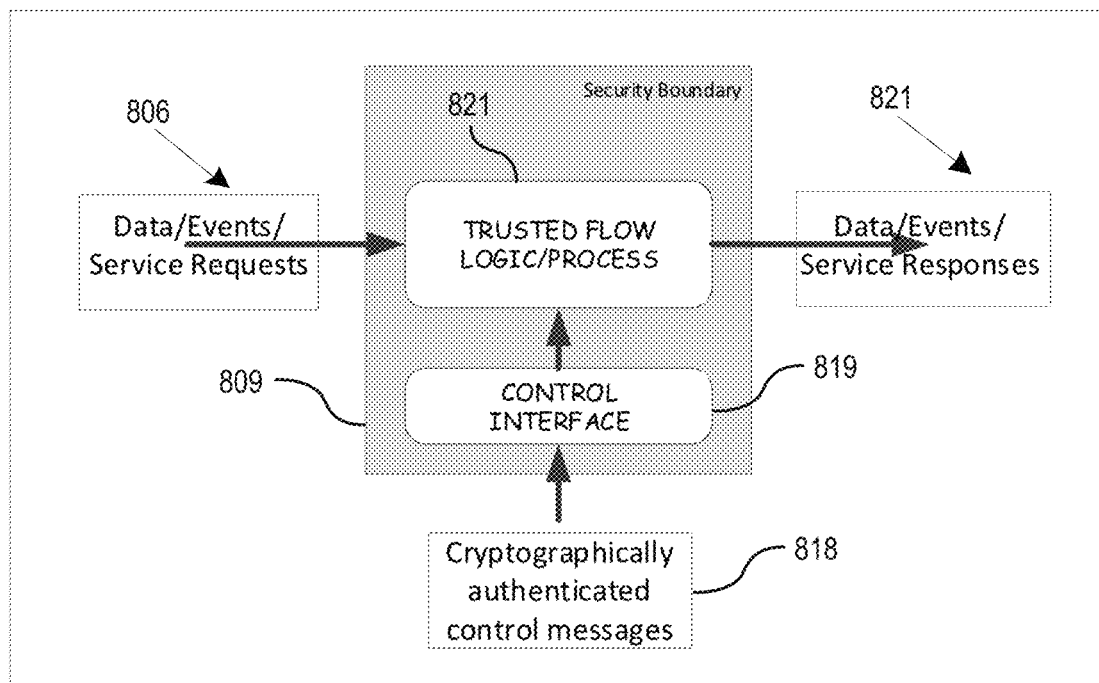 Security Boundary
806
821
821
Data/Events/
Service Requests
TRUSTED FLOW
LOGIC/PROCESS
Data/Events/
Service Responses
809
CONTROL
INTERFACE
819
Cryptographically
authenticated
control messages
818